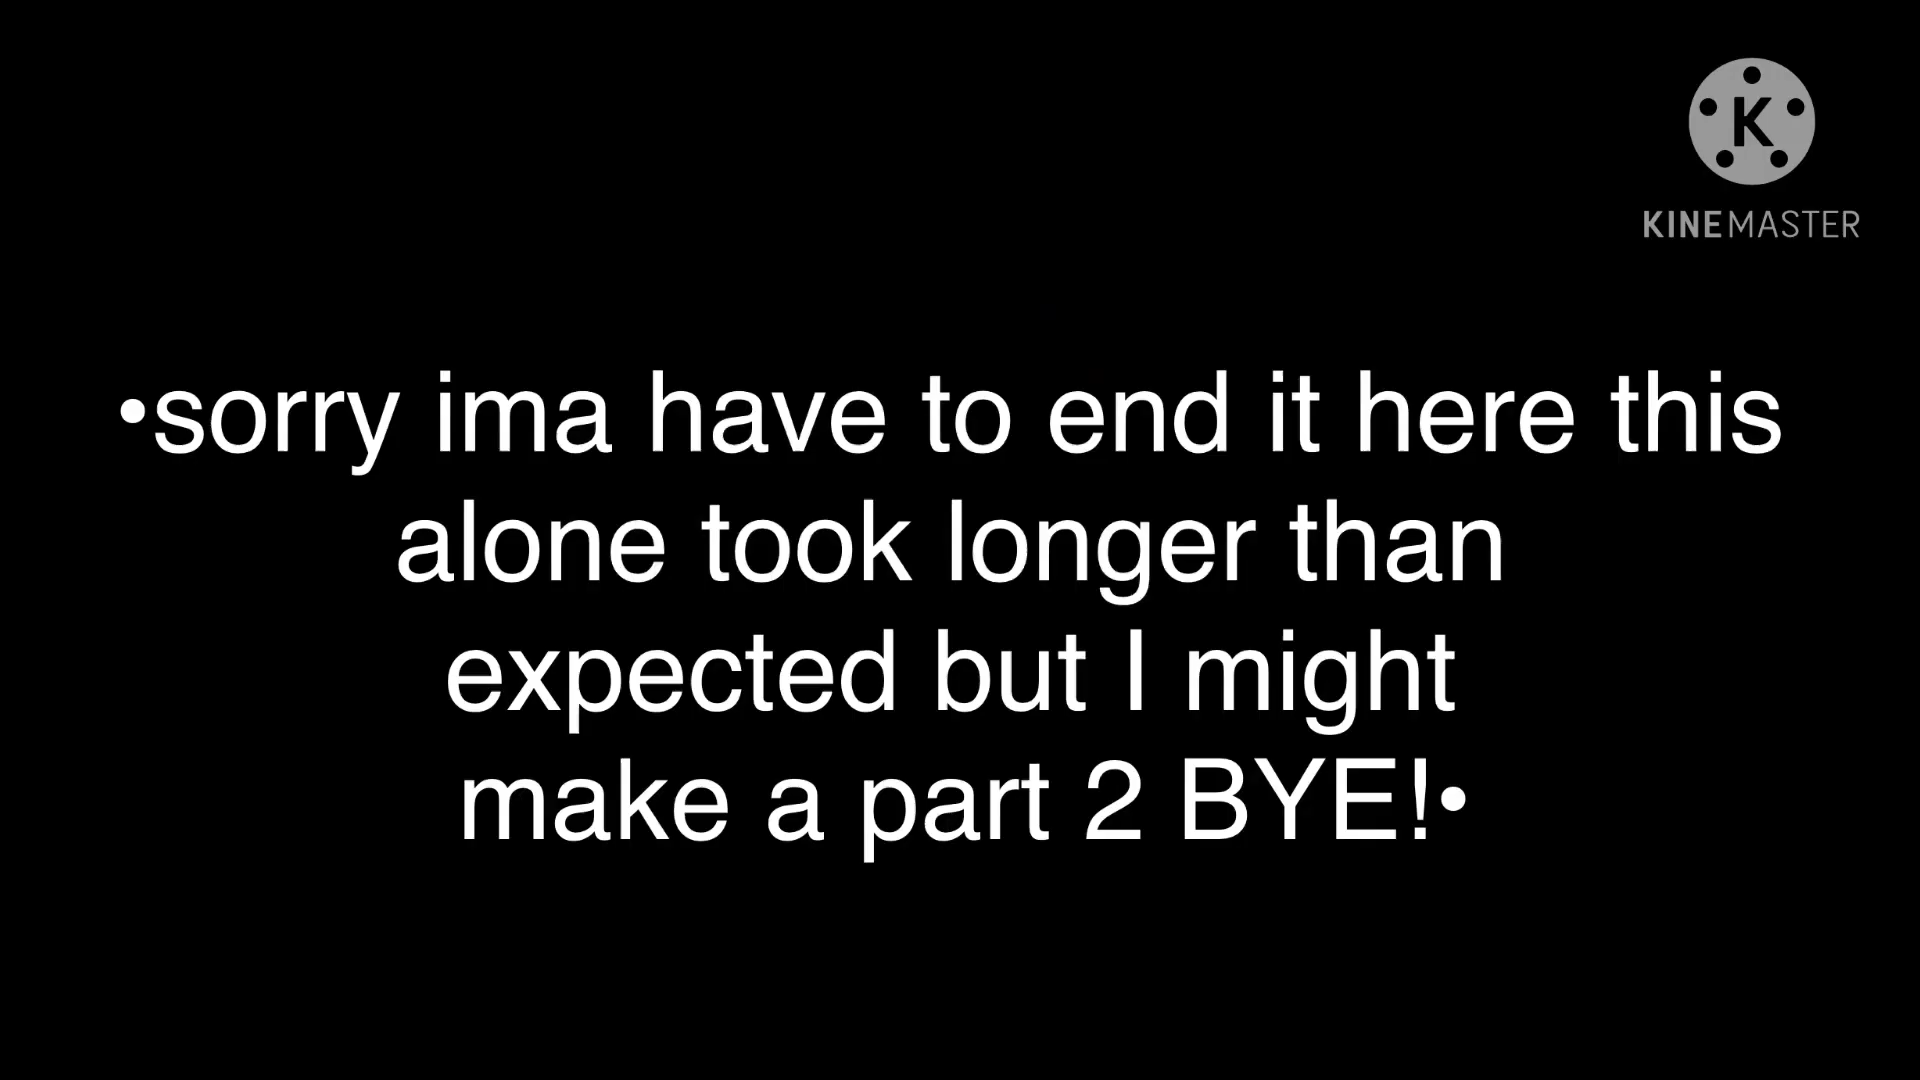 K
KINEMASTER
•sorry ima have to end it here this
alone took longer than
expected but I might
make a part 2 BYE!•